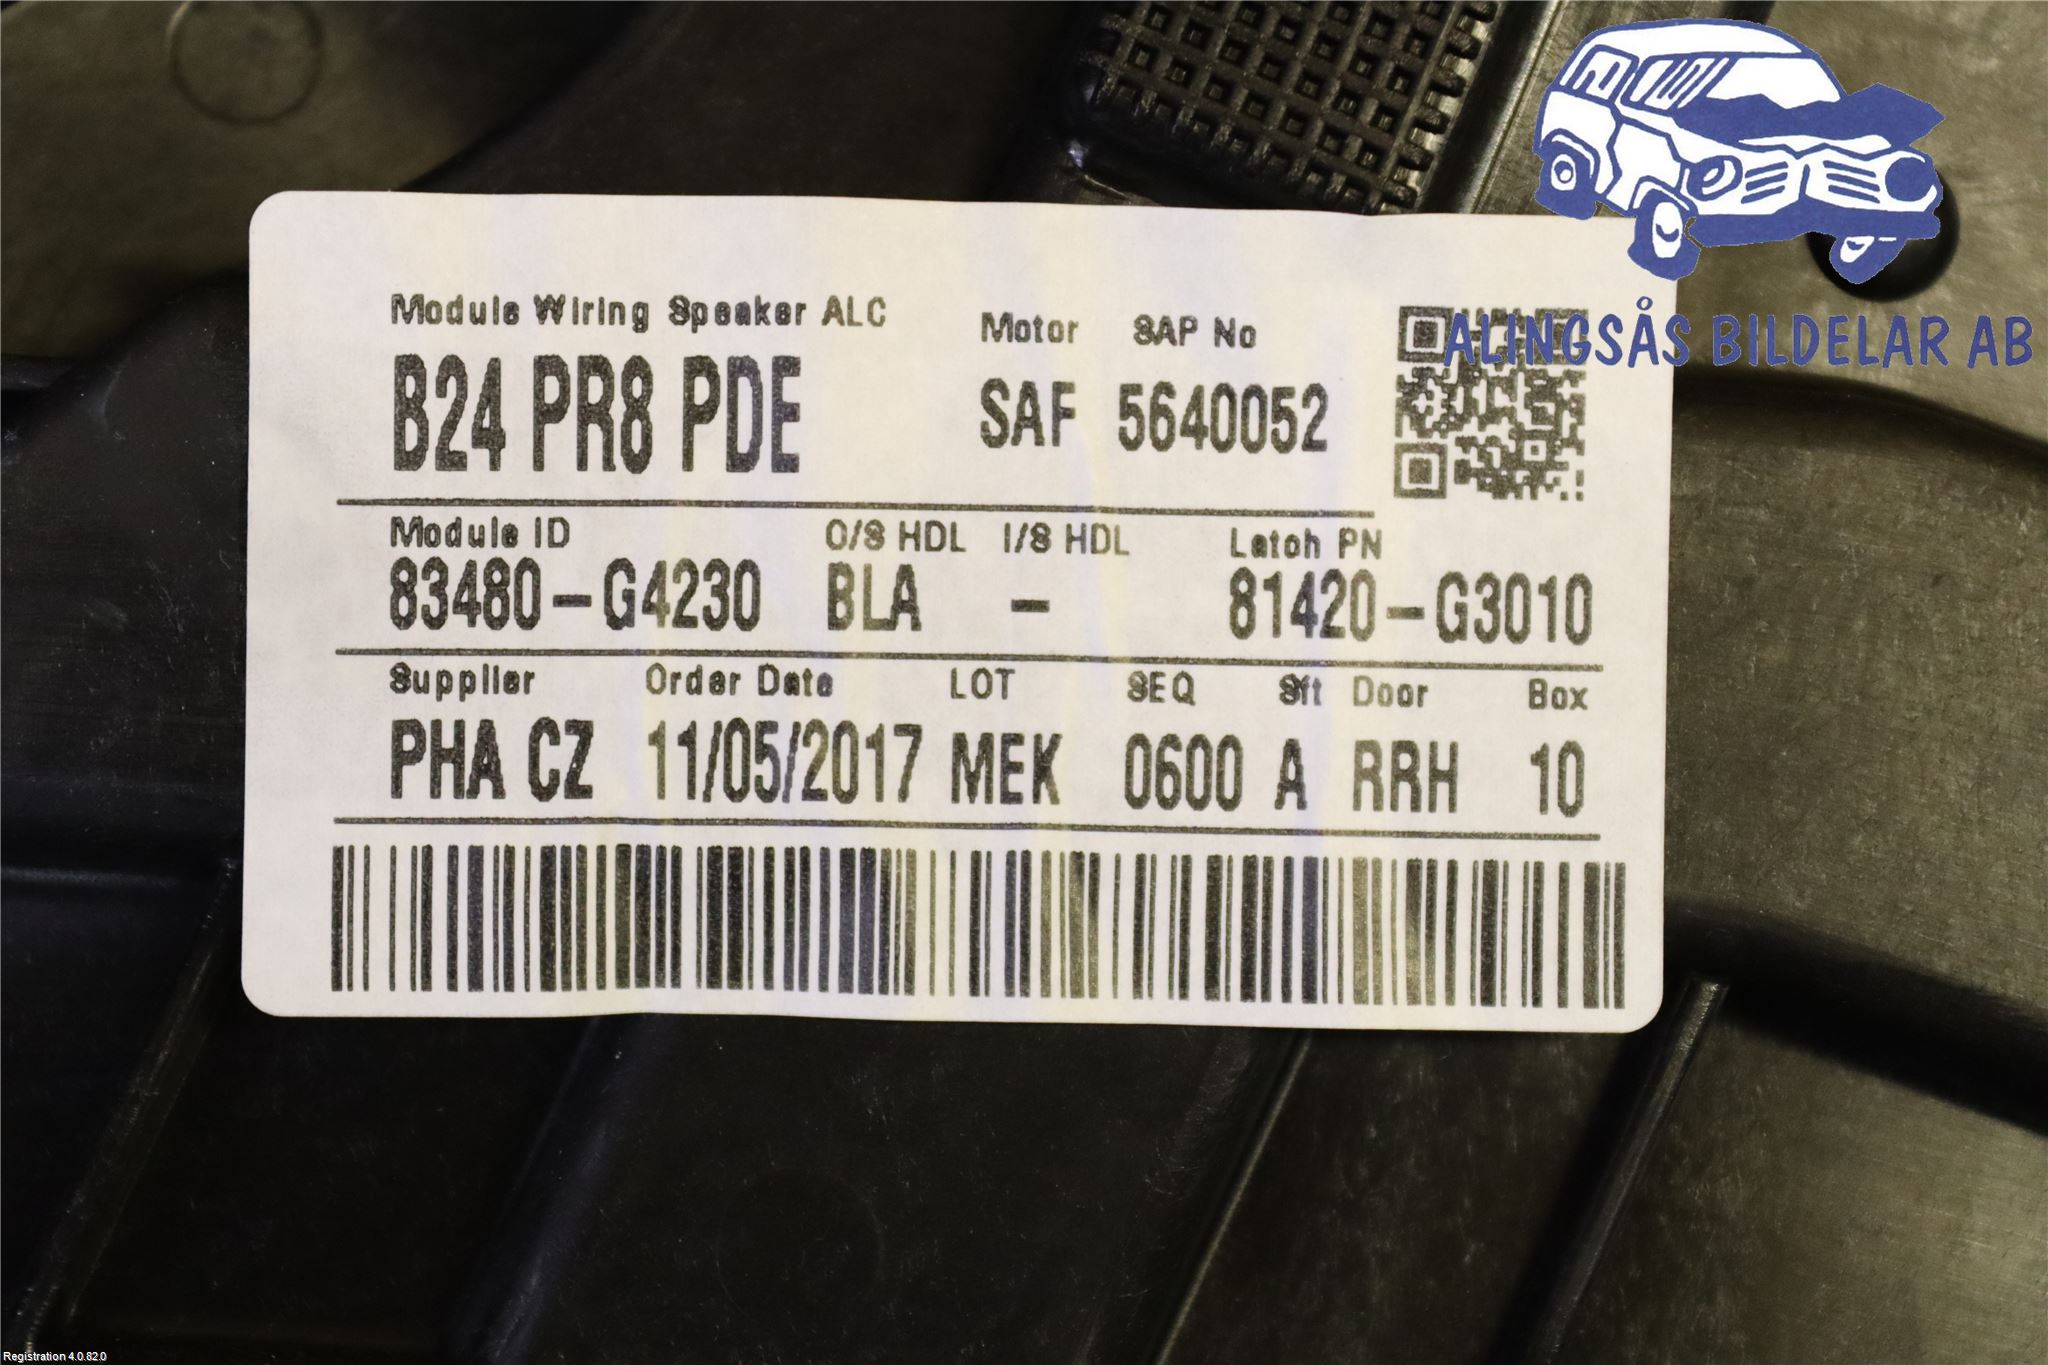 Module Wiring Speaker ALC Motor SAP No
B24 PR8 PDE SAF 5640052
ALINGSÅS BILDELAR AB
Module ID O/S HDL I/S HDL Latch PN
83480-G4230 BLA - 81420-G3010
Supplier Order Date LOT SEQ Sft Door Box
PHA CZ 11/05/2017 MEK 0600 A RRH 10
Registration 4.0.82.0